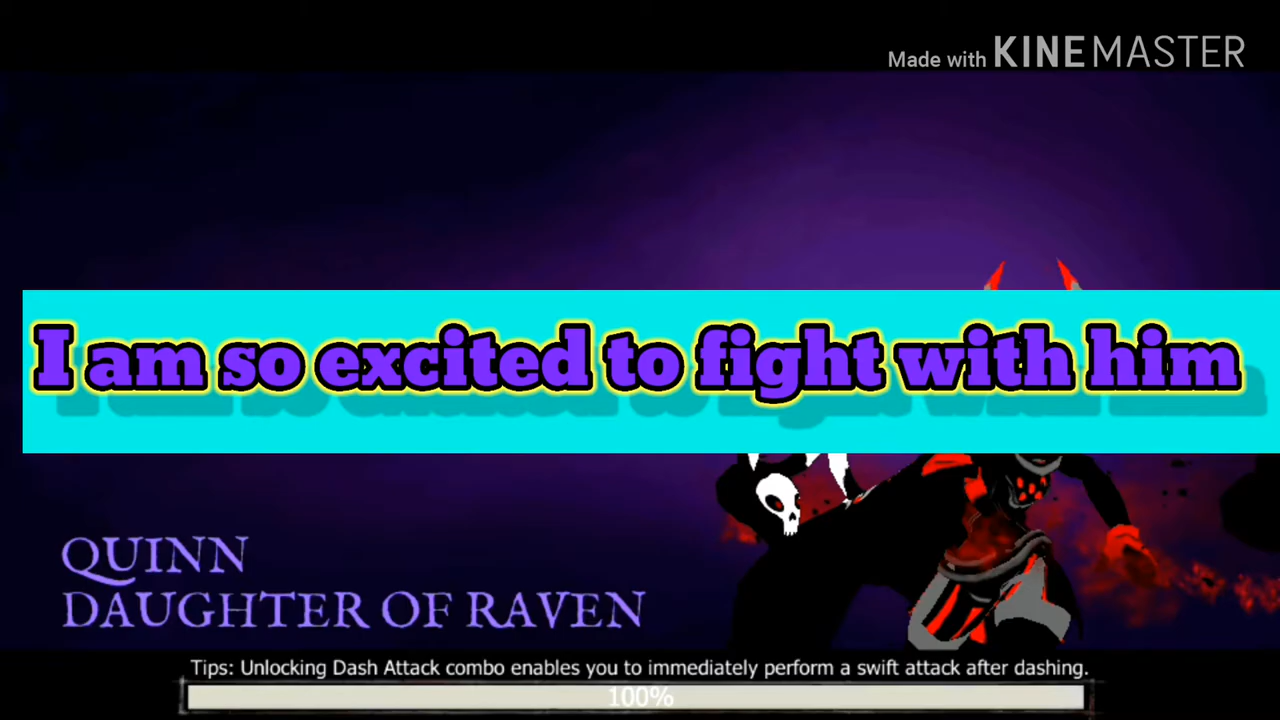 Made with KINEMASTER
I am so excited to fight with him
QUINN
DAUGHTER OF RAVEN
Tips: Unlocking Dash Attack combo enables you to immediately perform a swift attack after dashing.
100%